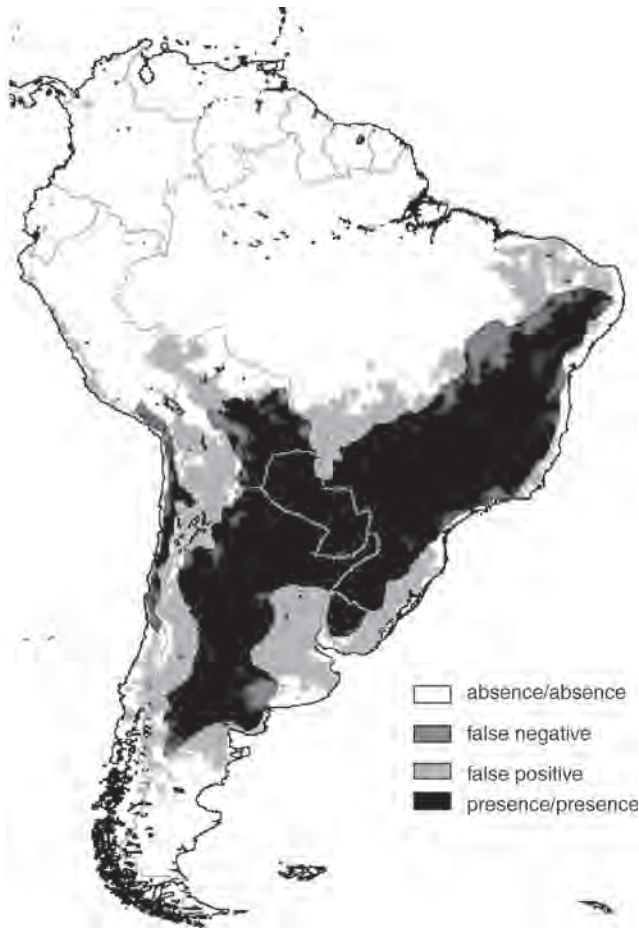 absence/absence
false negative
false positive
presence/presence